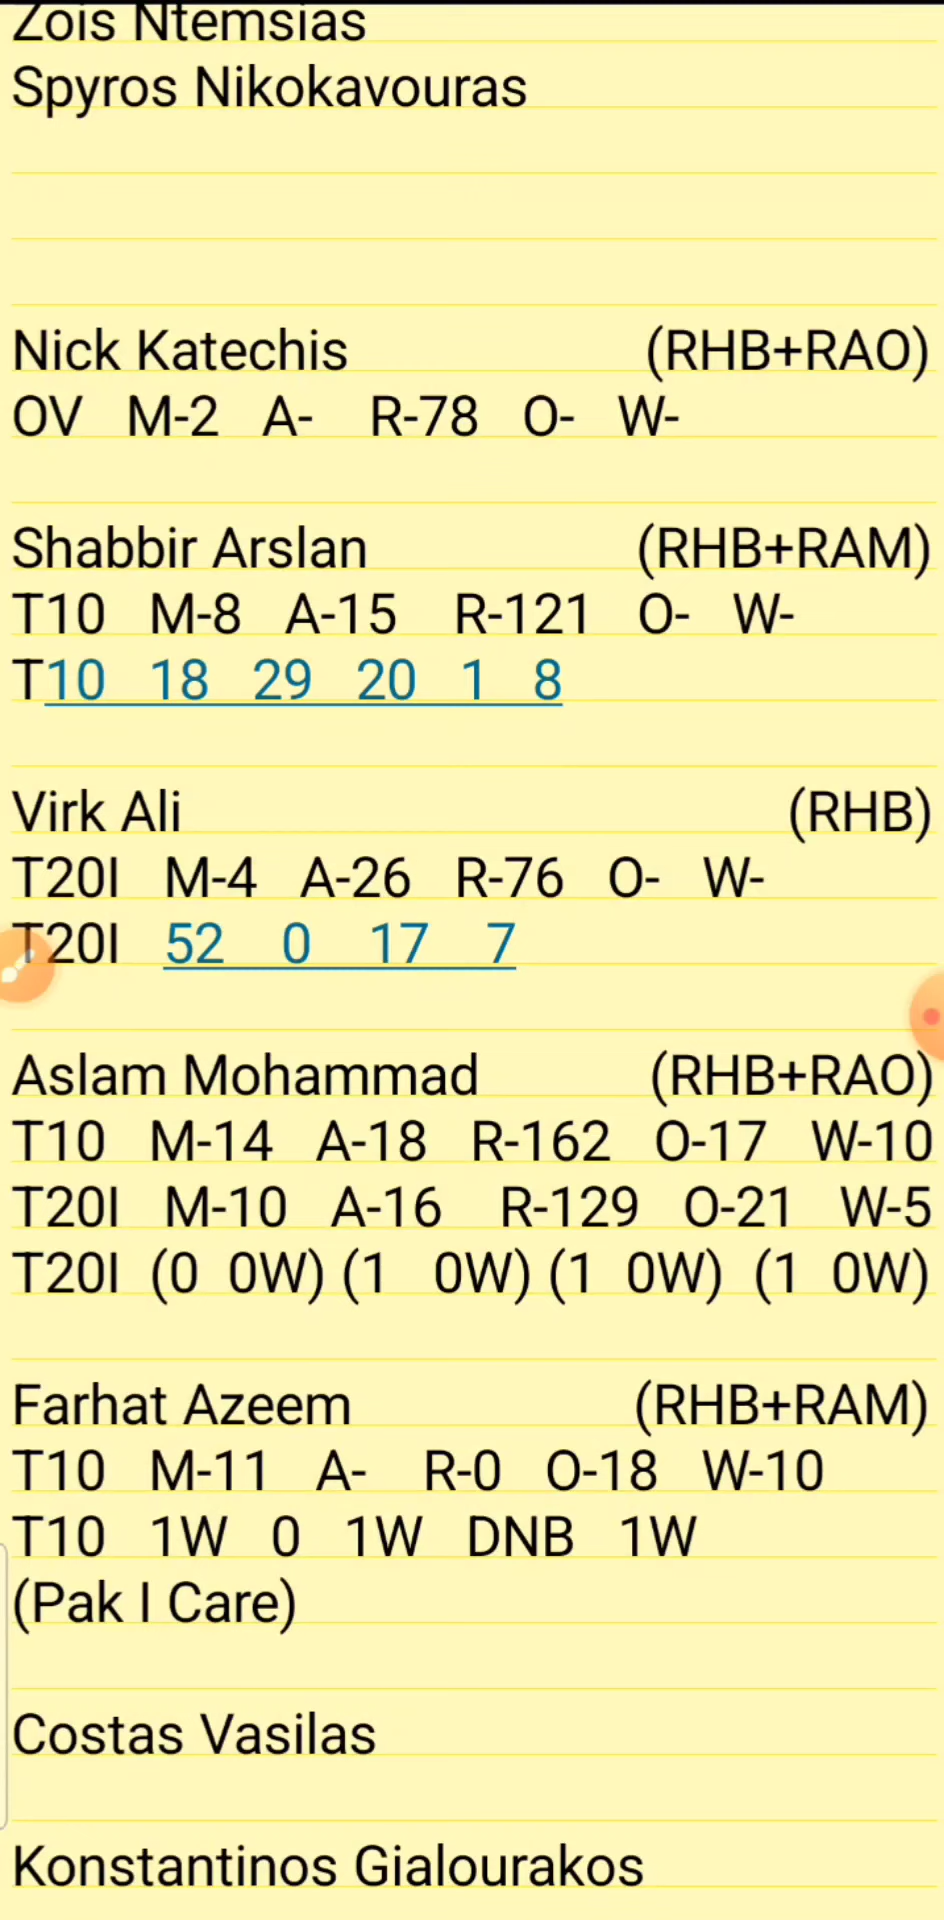 Zois Ntemsias
Spyros Nikokavouras
Nick Katechis (RHB+RAO)
OV M-2 A- R-78 O- W-
Shabbir Arslan (RHB+RAM)
T10 M-8 A-15 R-121 O- W-
T10 18 29 20 1 8
Virk Ali (RHB)
T20I M-4 A-26 R-76 O- W-
T20I 52 0 17 7
Aslam Mohammad (RHB+RAO)
T10 M-14 A-18 R-162 O-17 W-10
T20I M-10 A-16 R-129 O-21 W-5
T20I (0 0W) (1 0W) (1 0W) (1 0W)
Farhat Azeem (RHB+RAM)
T10 M-11 A- R-0 O-18 W-10
T10 1W 0 1W DNB 1W
(Pak I Care)
Costas Vasilas
Konstantinos Gialourakos